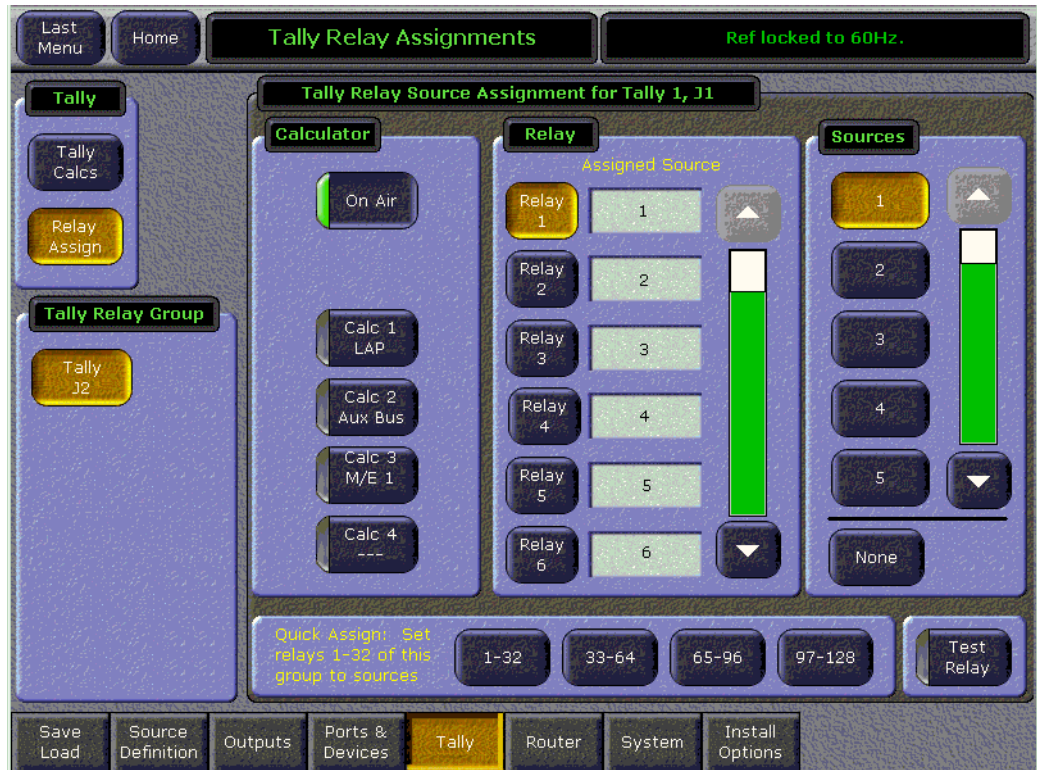 Last
Menu
Home
Tally Relay Assignments
Ref locked to 60Hz.
Tally
Tally
Calcs
Relay
Assign
Tally Relay Group
Tally
J2
Tally Relay Source Assignment for Tally 1, J1
Calculator
On Air
Calc 1
LAP
Calc 2
Aux Bus
Calc 3
M/E 1
Calc 4
---
Relay
Assigned Source
Relay
1
1
Relay
2
2
Relay
3
3
Relay
4
4
Relay
5
5
Relay
6
6
Sources
1
2
3
4
5
None
Quick Assign: Set
relays 1-32 of this
group to sources
1-32
33-64
65-96
97-128
Test
Relay
Save
Load
Source
Definition
Outputs
Ports &
Devices
Tally
Router
System
Install
Options